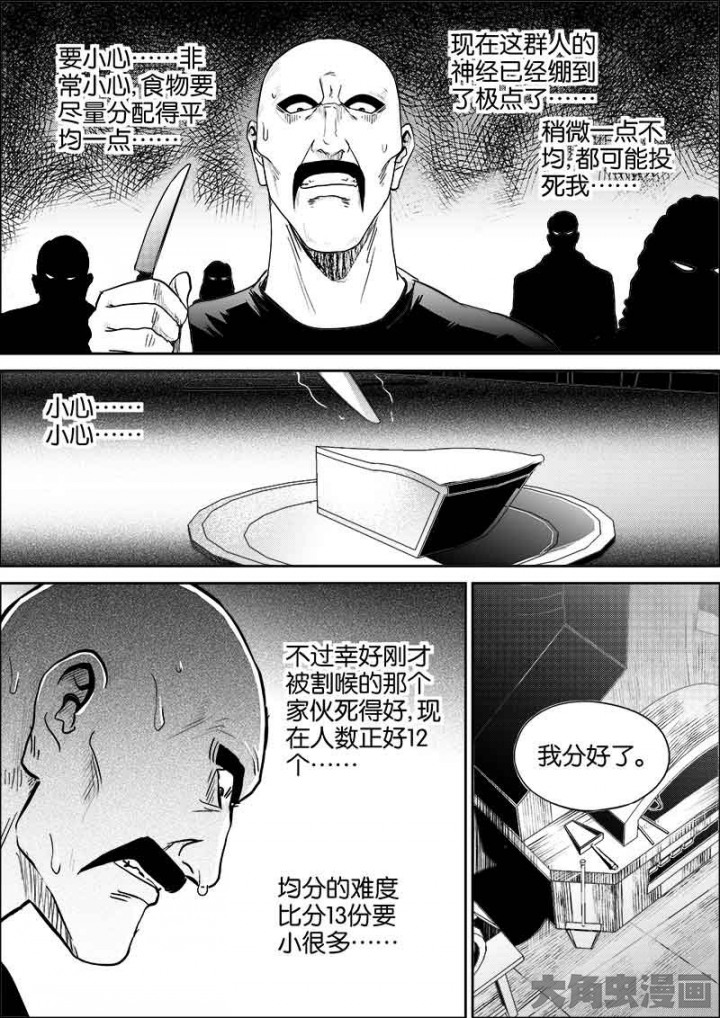 要小心……非
常小心,食物要
尽量分配得平
均一点……
现在这群人的
神经已经绷到
了极点了……
稍微一点不
均,都可能投
死我……
小心……
小心……
不过幸好刚才
被割喉的那个
家伙死得好,现
在人数正好12
个……
均分的难度
比分13份要
小很多……
我分好了。
大角虫漫画